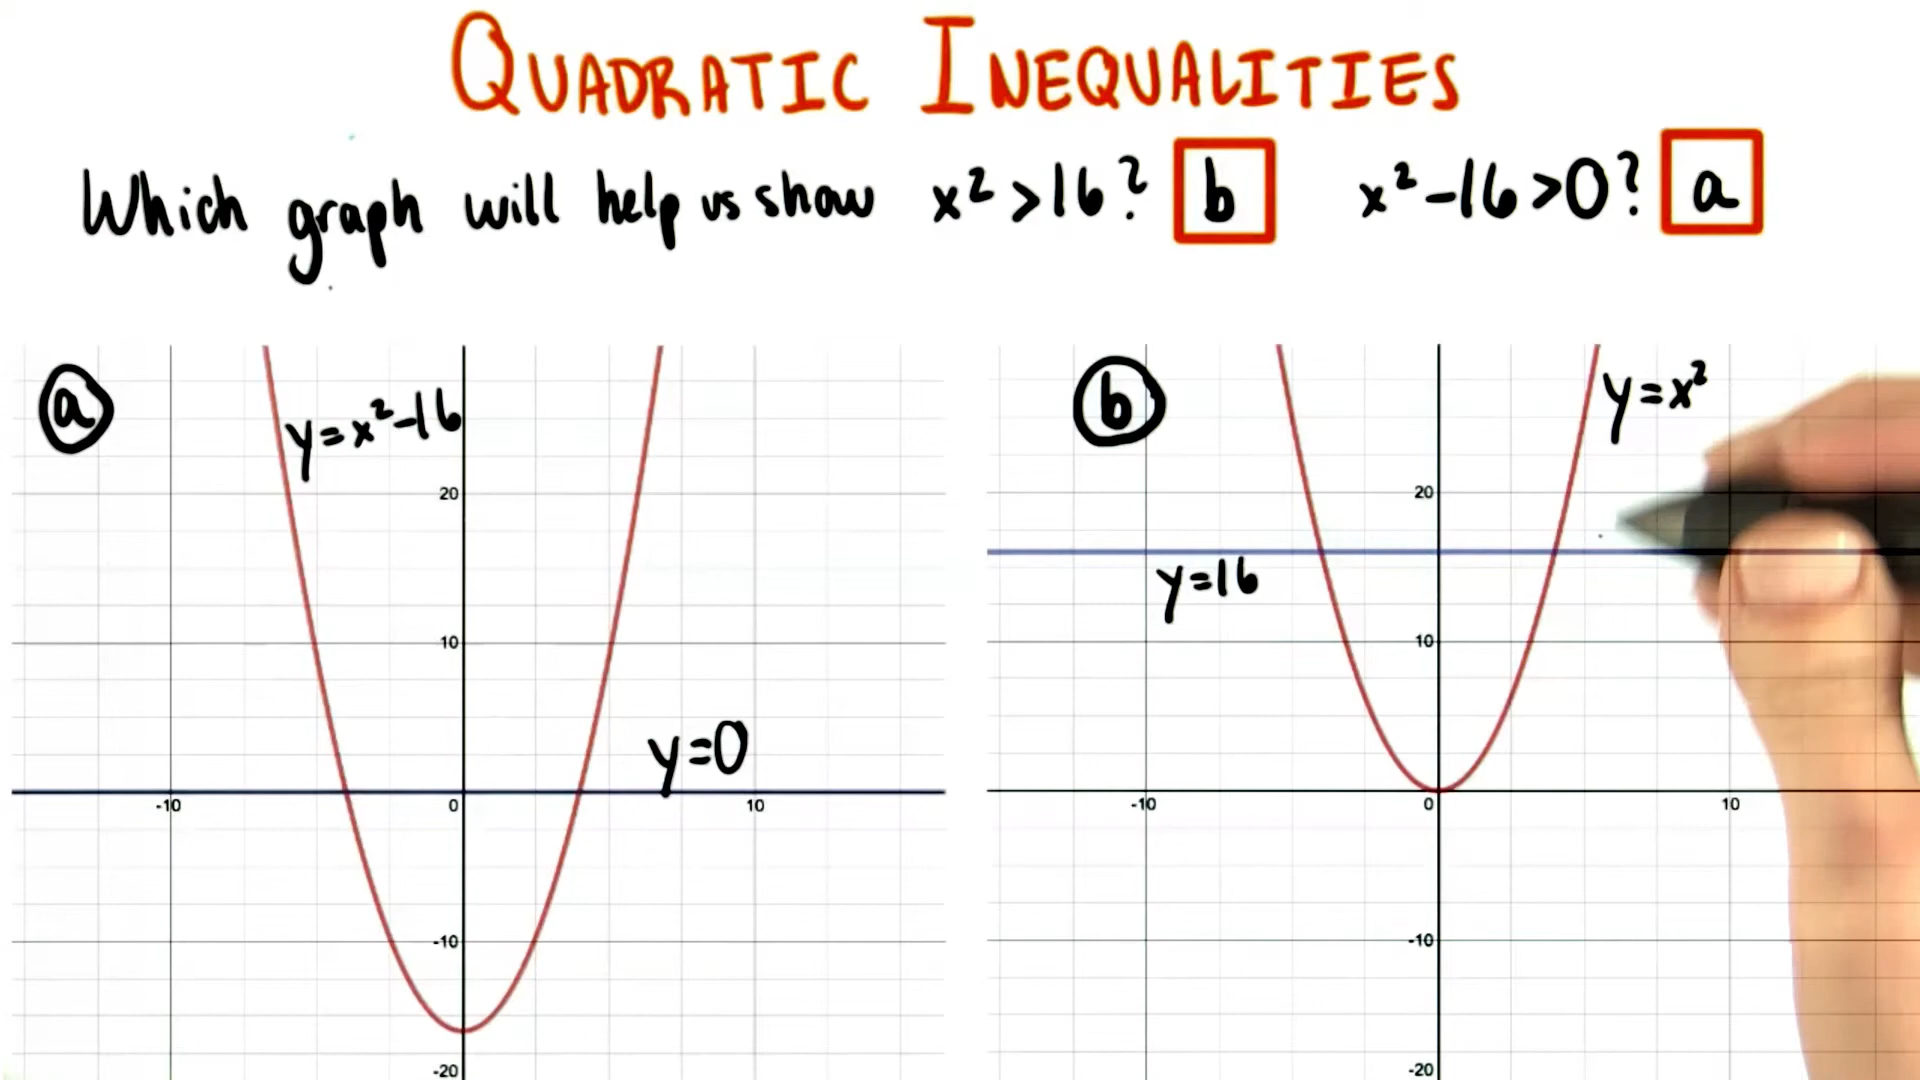 QUADRATIC INEQUALITIES
Which graph will help us show x² >16? b x² -16>0? a
a
y=x²-16
20
10
y=0
-10 0 10
-10
-20
b
y=x²
20
y=16
10
-10 0 10
-10
-20